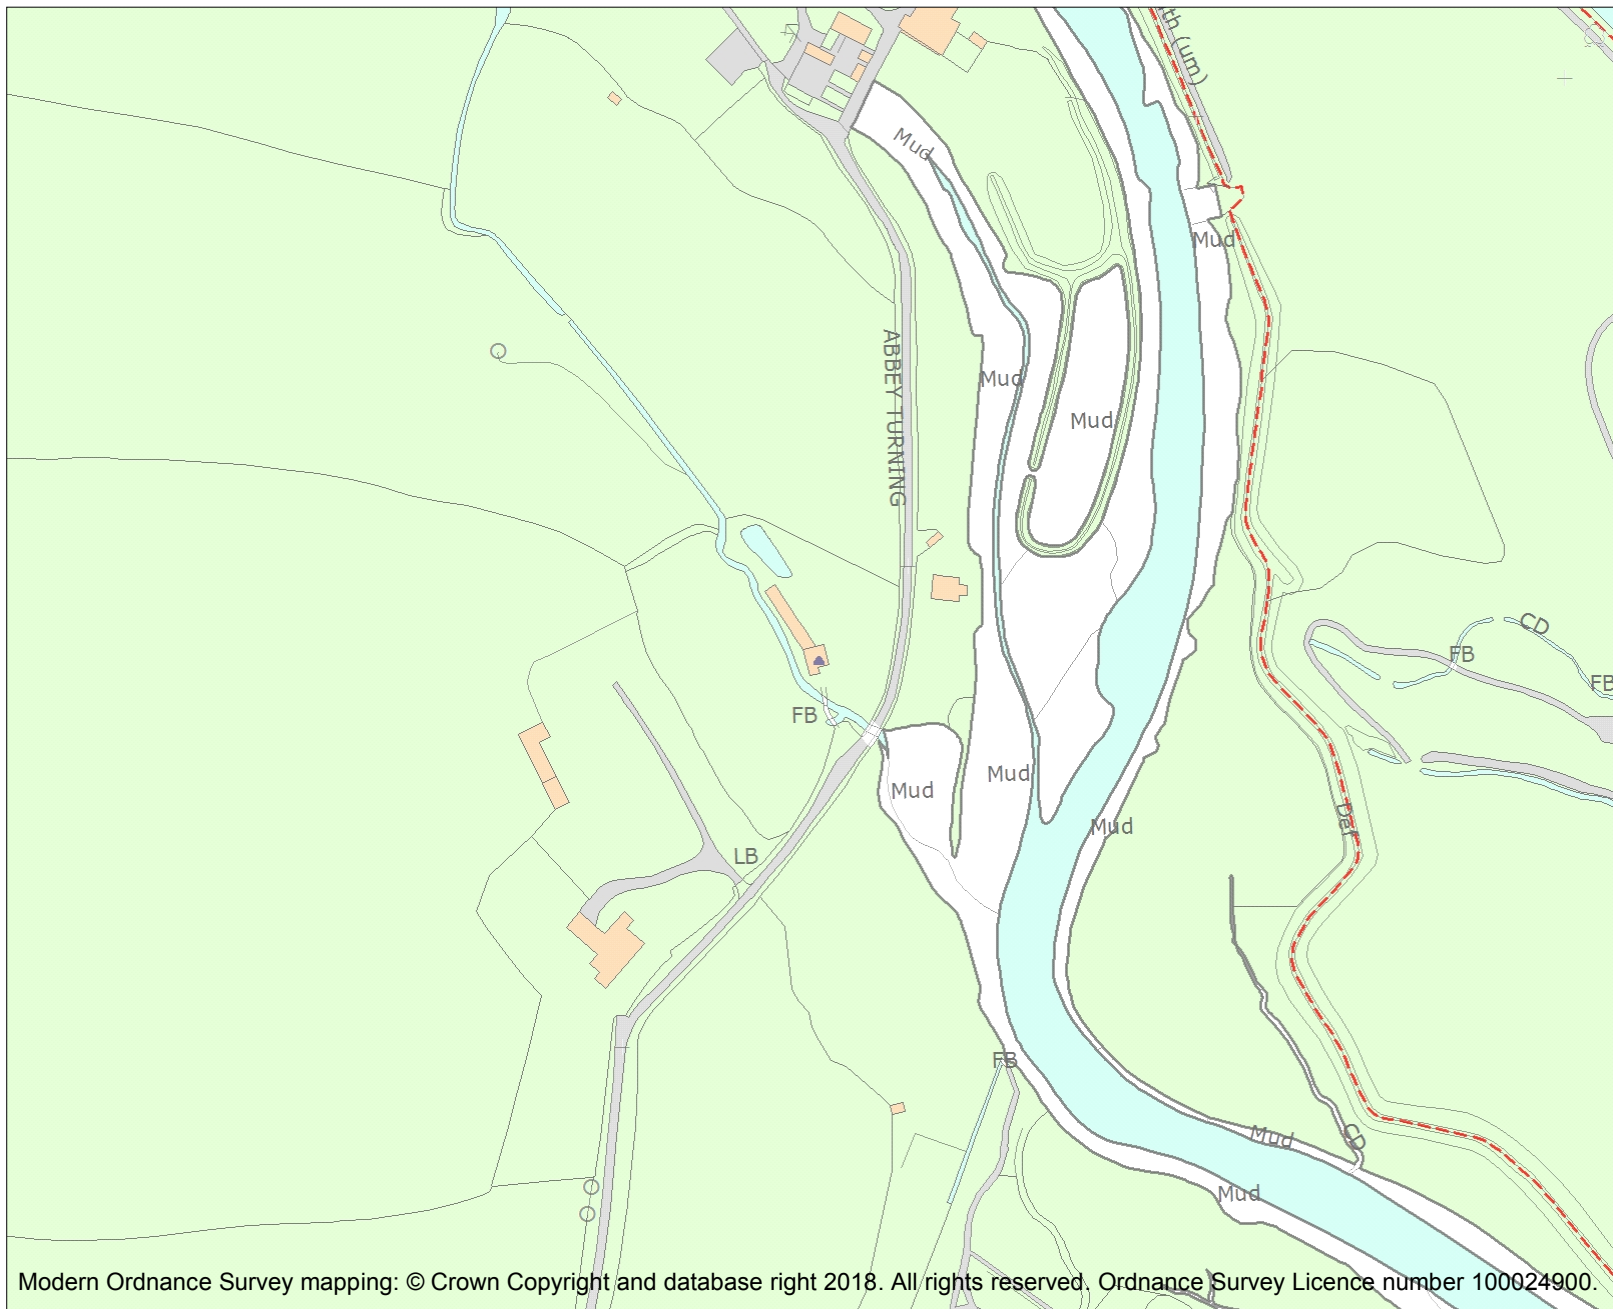 th (um)
Mud
Mud
ABBEY TURNING
Mud
Mud
CD
FB
FB
FB
Mud
Mud
Mud
Def
LB
FB
Mud
CD
Mud
Modern Ordnance Survey mapping: © Crown Copyright and database right 2018. All rights reserved. Ordnance Survey Licence number 100024900.